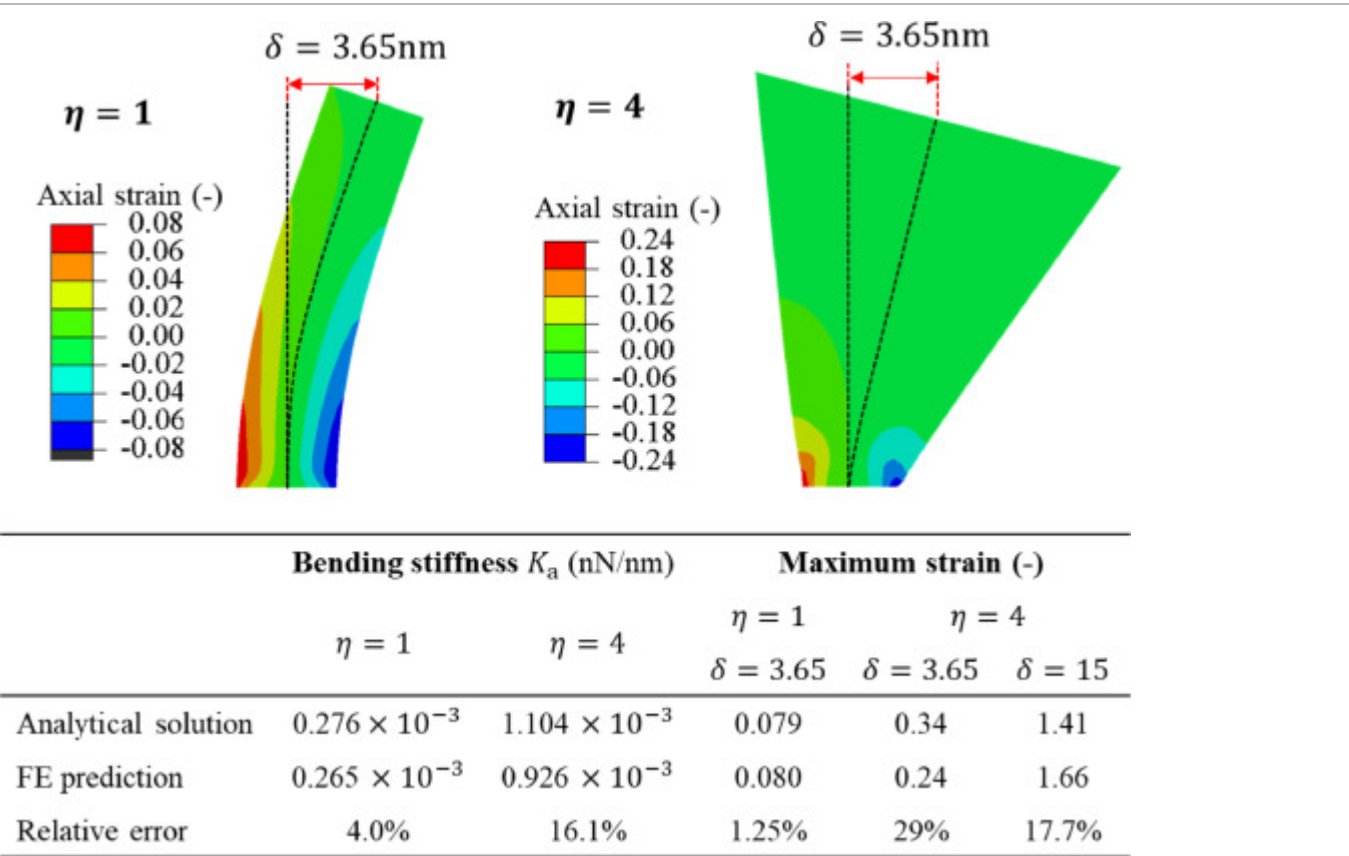 δ = 3.65nm
η = 1
Axial strain (-)
0.08
0.06
0.04
0.02
0.00
-0.02
-0.04
-0.06
-0.08
δ = 3.65nm
η = 4
Axial strain (-)
0.24
0.18
0.12
0.06
0.00
-0.06
-0.12
-0.18
-0.24
Bending stiffness Kₐ (nN/nm) Maximum strain (-)
η = 1 η = 4 η = 1 η = 4
δ = 3.65 δ = 3.65 δ = 15
Analytical solution 0.276 × 10⁻³ 1.104 × 10⁻³ 0.079 0.34 1.41
FE prediction 0.265 × 10⁻³ 0.926 × 10⁻³ 0.080 0.24 1.66
Relative error 4.0% 16.1% 1.25% 29% 17.7%